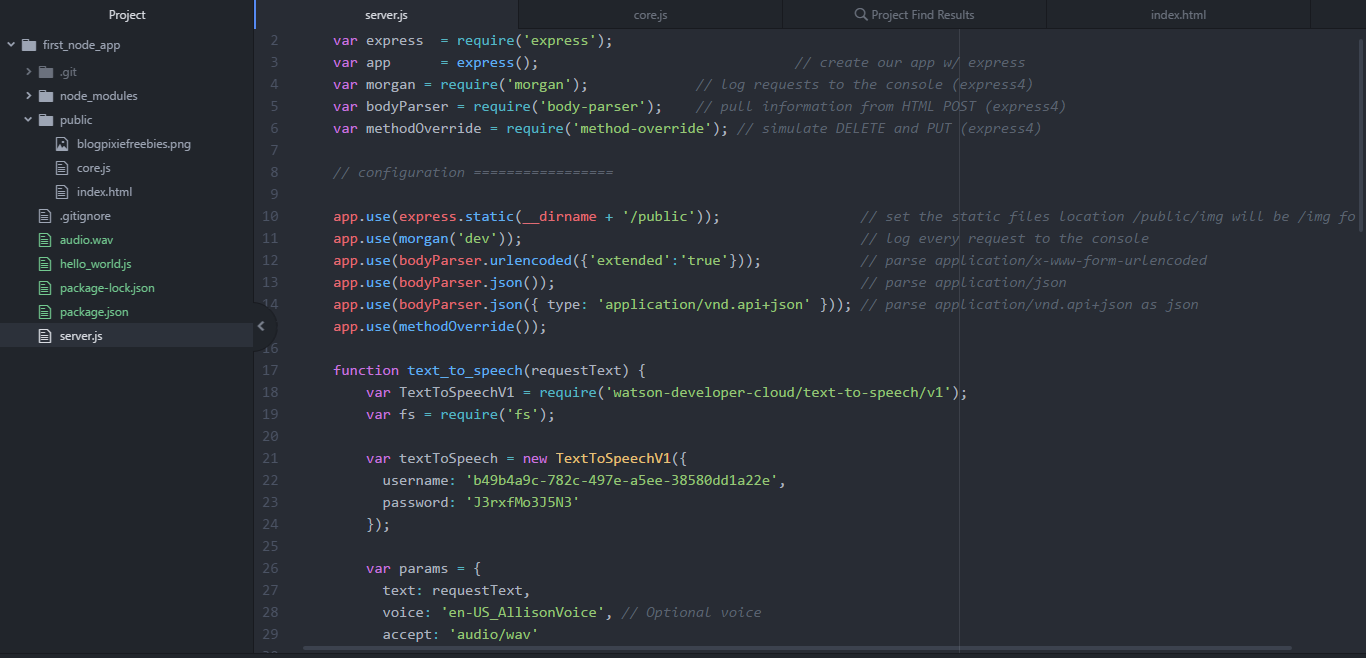 Project
first_node_app
.git
node_modules
public
blogpixiefreebies.png
core.js
index.html
.gitignore
audio.wav
hello_world.js
package-lock.json
package.json
server.js
server.js core.js Project Find Results index.html
2 var express  = require('express');
3 var app      = express();                               // create our app w/ express
4 var morgan = require('morgan');             // log requests to the console (express4)
5 var bodyParser = require('body-parser');    // pull information from HTML POST (express4)
6 var methodOverride = require('method-override'); // simulate DELETE and PUT (express4)
7
8 // configuration =================
9
10 app.use(express.static(__dirname + '/public'));                 // set the static files location /public/img will be /img fo
11 app.use(morgan('dev'));                                         // log every request to the console
12 app.use(bodyParser.urlencoded({'extended':'true'}));            // parse application/x-www-form-urlencoded
13 app.use(bodyParser.json());                                     // parse application/json
14 app.use(bodyParser.json({ type: 'application/vnd.api+json' })); // parse application/vnd.api+json as json
app.use(methodOverride());
16
17 function text_to_speech(requestText) {
18     var TextToSpeechV1 = require('watson-developer-cloud/text-to-speech/v1');
19     var fs = require('fs');
20
21     var textToSpeech = new TextToSpeechV1({
22       username: 'b49b4a9c-782c-497e-a5ee-38580dd1a22e',
23       password: 'J3rxfMo3J5N3'
24     });
25
26     var params = {
27       text: requestText,
28       voice: 'en-US_AllisonVoice', // Optional voice
29       accept: 'audio/wav'